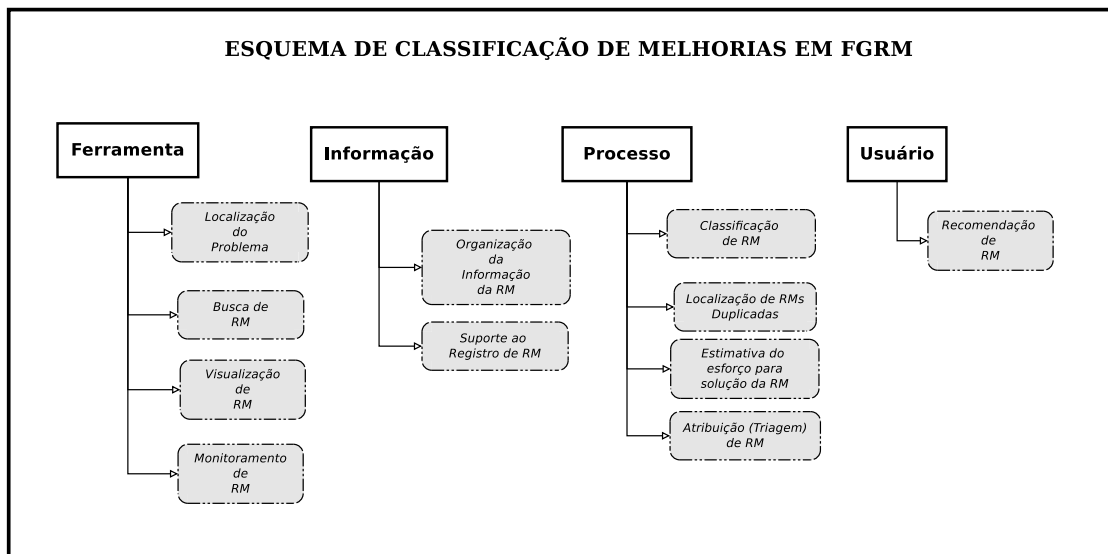 ESQUEMA DE CLASSIFICAÇÃO DE MELHORIAS EM FGRM
Ferramenta
Localização
do
Problema
Busca de
RM
Visualização
de
RM
Monitoramento
de
RM
Informação
Organização
da
Informação
da RM
Suporte ao
Registro de RM
Processo
Classificação
de RM
Localização de RMs
Duplicadas
Estimativa do
esforço para
solução da RM
Atribuição (Triagem)
de RM
Usuário
Recomendação
de
RM